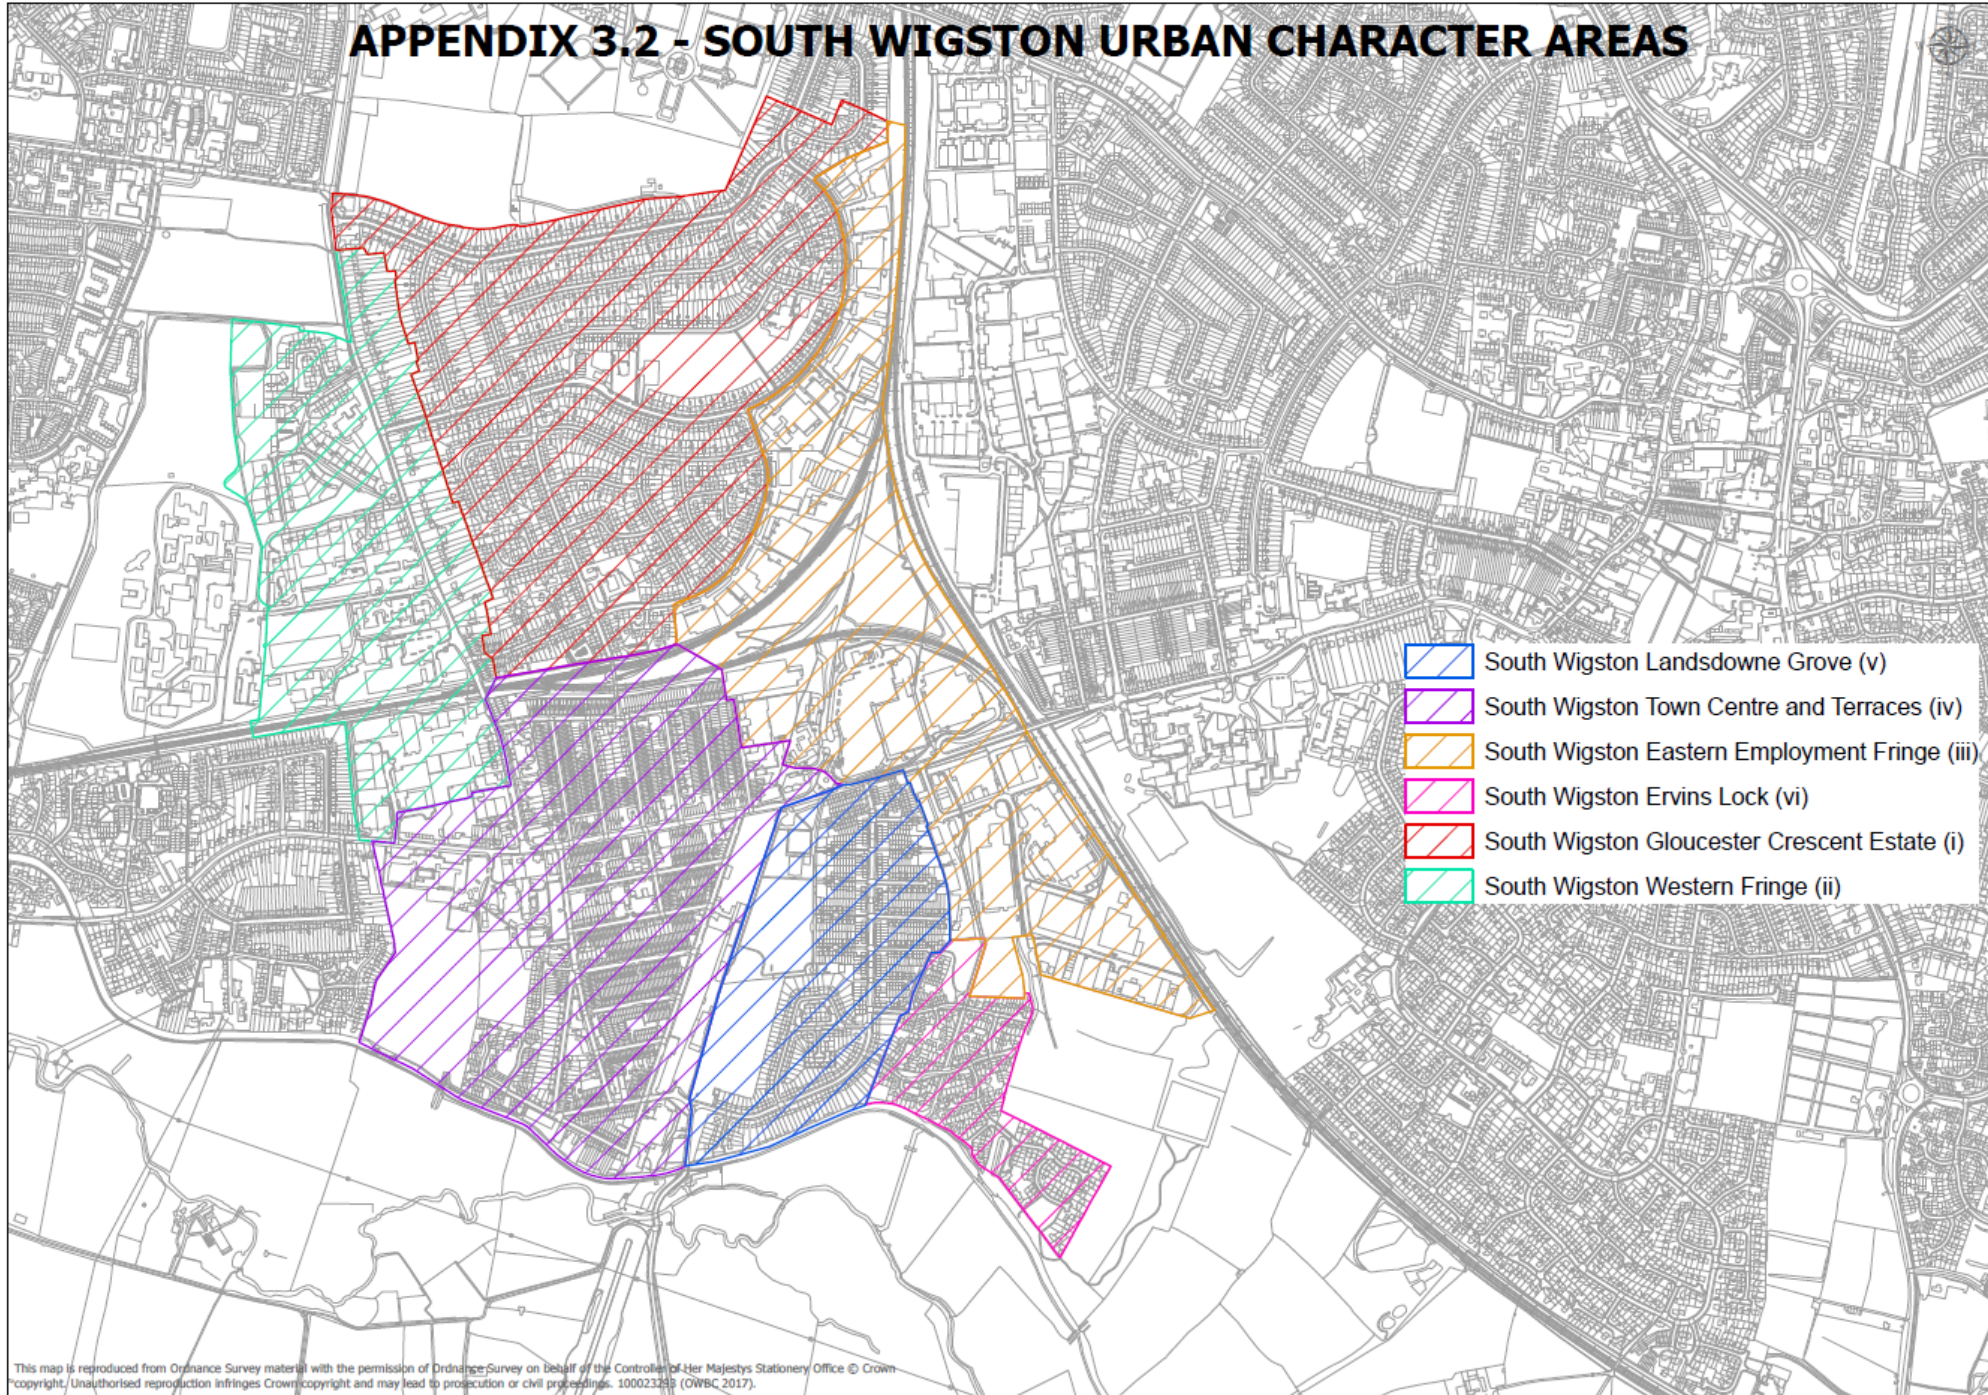 APPENDIX 3.2 - SOUTH WIGSTON URBAN CHARACTER AREAS
South Wigston Landsdowne Grove (v)
South Wigston Town Centre and Terraces (iv)
South Wigston Eastern Employment Fringe (iii)
South Wigston Ervins Lock (vi)
South Wigston Gloucester Crescent Estate (i)
South Wigston Western Fringe (ii)
This map is reproduced from Ordnance Survey material with the permission of Ordnance Survey on behalf of the Controller of Her Majestys Stationery Office © Crown
copyright. Unauthorised reproduction infringes Crown copyright and may lead to prosecution or civil proceedings. 100023293 (OWBC 2017).